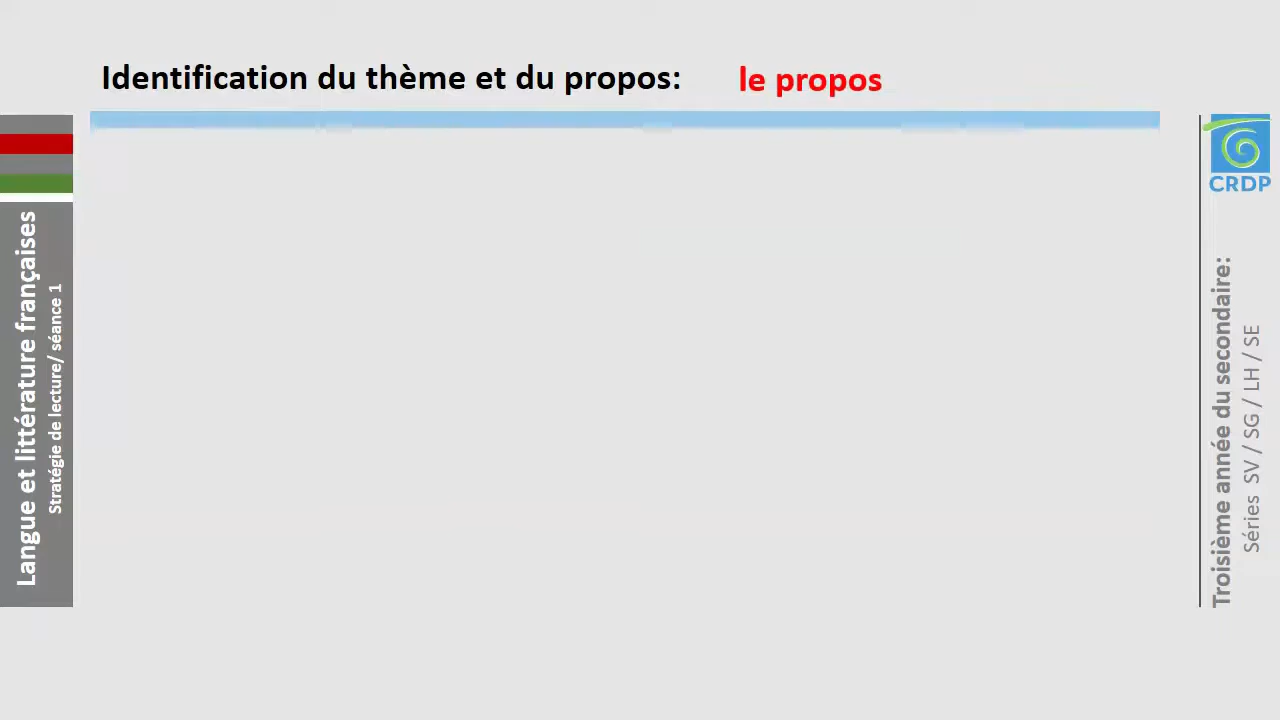 Identification du thème et du propos: le propos
Langue et littérature françaises
Stratégie de lecture/ séance 1
CRDP
Troisième année du secondaire:
Séries SV / SG / LH / SE